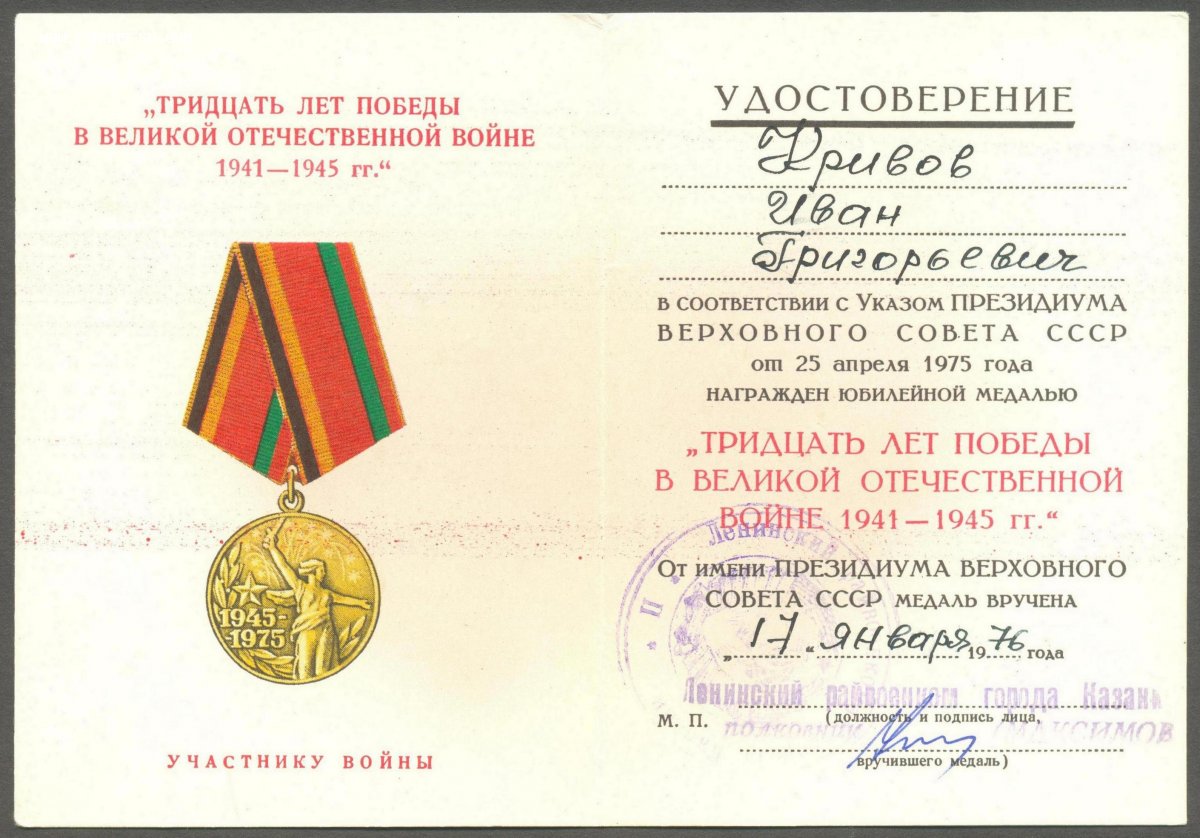 „ТРИДЦАТЬ ЛЕТ ПОБЕДЫ
В ВЕЛИКОЙ ОТЕЧЕСТВЕННОЙ ВОЙНЕ
1941—1945 гг.“
1945-
-1975
УЧАСТНИКУ ВОЙНЫ
УДОСТОВЕРЕНИЕ
Кривов
Иван
Григорьевич
в соответствии с Указом ПРЕЗИДИУМА
ВЕРХОВНОГО СОВЕТА СССР
от 25 апреля 1975 года
НАГРАЖДЕН ЮБИЛЕЙНОЙ МЕДАЛЬЮ
„ТРИДЦАТЬ ЛЕТ ПОБЕДЫ
В ВЕЛИКОЙ ОТЕЧЕСТВЕННОЙ
ВОЙНЕ 1941—1945 гг.“
Ленинский
От имени ПРЕЗИДИУМА ВЕРХОВНОГО
СОВЕТА СССР МЕДАЛЬ ВРУЧЕНА
„17“ января 1976 года
Ленинский райвоенком города Казани
М. П. (должность и подпись лица,
полковник МАКСИМОВ
вручившего медаль)